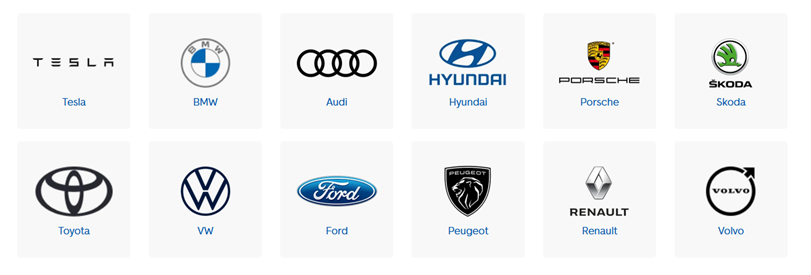 TESLA
Tesla
BMW
BMW
Audi
HYUNDAI
Hyundai
PORSCHE
Porsche
ŠKODA
Skoda
Toyota
VW
Ford
Ford
PEUGEOT
Peugeot
RENAULT
Renault
VOLVO
Volvo